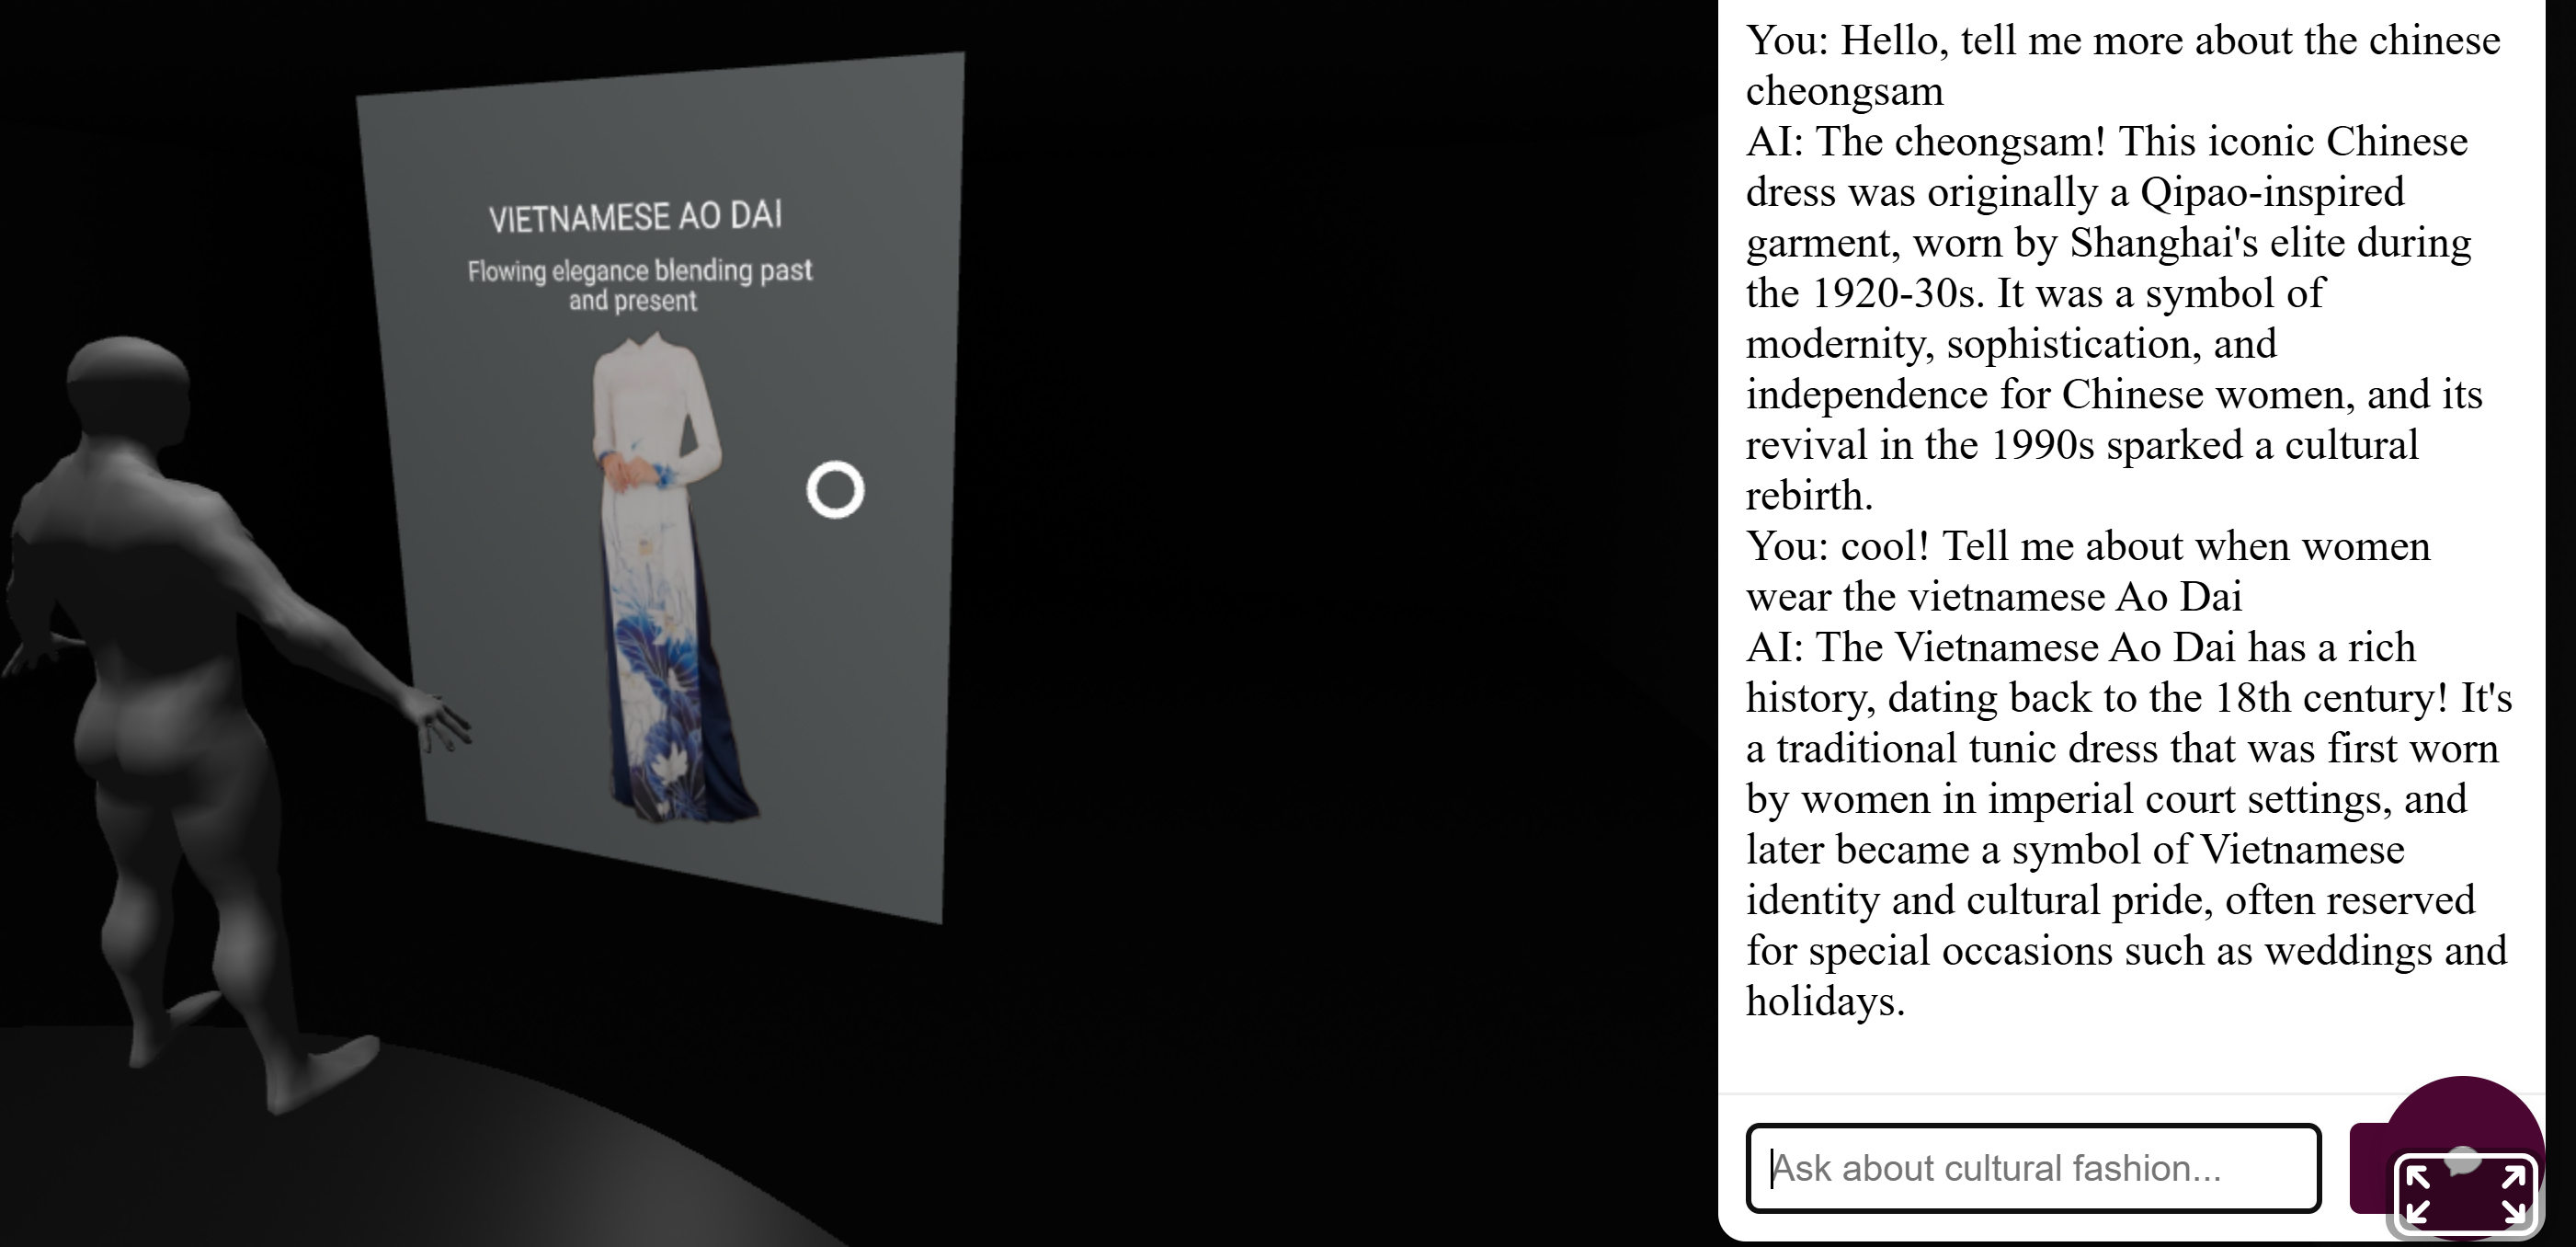 VIETNAMESE AO DAI
Flowing elegance blending past
and present
You: Hello, tell me more about the chinese
cheongsam
AI: The cheongsam! This iconic Chinese
dress was originally a Qipao-inspired
garment, worn by Shanghai's elite during
the 1920-30s. It was a symbol of
modernity, sophistication, and
independence for Chinese women, and its
revival in the 1990s sparked a cultural
rebirth.
You: cool! Tell me about when women
wear the vietnamese Ao Dai
AI: The Vietnamese Ao Dai has a rich
history, dating back to the 18th century! It's
a traditional tunic dress that was first worn
by women in imperial court settings, and
later became a symbol of Vietnamese
identity and cultural pride, often reserved
for special occasions such as weddings and
holidays.
Ask about cultural fashion...